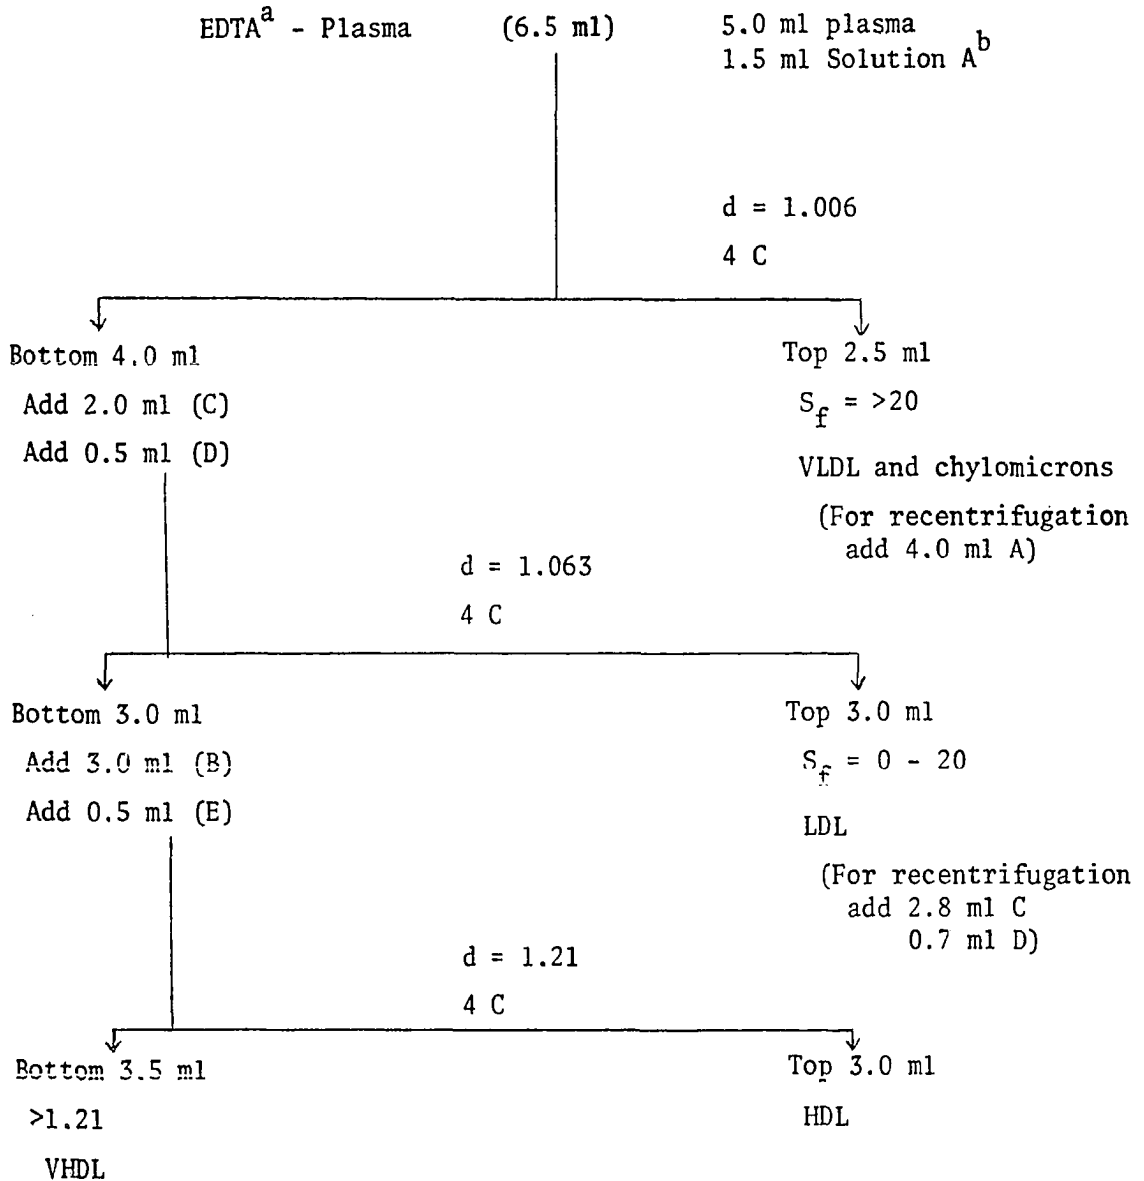 EDTAa - Plasma (6.5 ml) 5.0 ml plasma
1.5 ml Solution Ab
d = 1.006
4 C
Bottom 4.0 ml
Add 2.0 ml (C)
Add 0.5 ml (D)
Top 2.5 ml
Sf = >20
VLDL and chylomicrons
(For recentrifugation
add 4.0 ml A)
d = 1.063
4 C
Bottom 3.0 ml
Add 3.0 ml (B)
Add 0.5 ml (E)
Top 3.0 ml
Sf = 0 - 20
LDL
(For recentrifugation
add 2.8 ml C
0.7 ml D)
d = 1.21
4 C
Bottom 3.5 ml
>1.21
VHDL
Top 3.0 ml
HDL